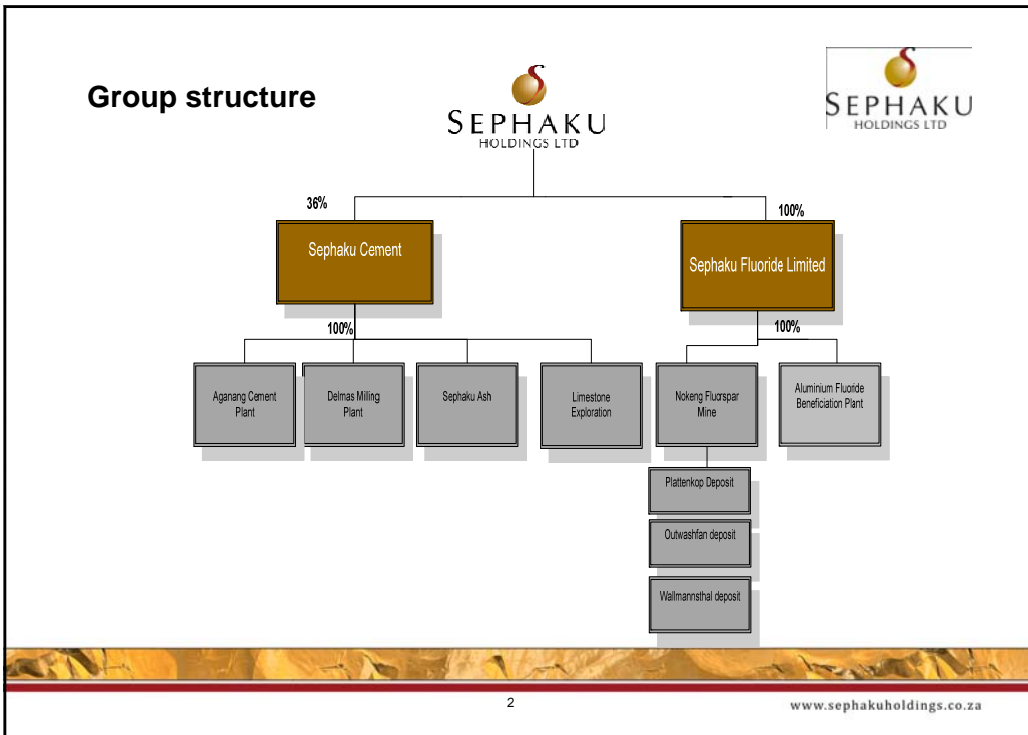 Group structure
SEPHAKU
HOLDINGS LTD
SEPHAKU
HOLDINGS LTD
36%
100%
Sephaku Cement
Sephaku Fluoride Limited
100%
100%
Aganang Cement
Plant
Delmas Milling
Plant
Sephaku Ash
Limestone
Exploration
Nokeng Fluorspar
Mine
Aluminium Fluoride
Beneficiation Plant
Plattenkop Deposit
Outwashfan deposit
Wallmannsthal deposit
2
www.sephakuholdings.co.za